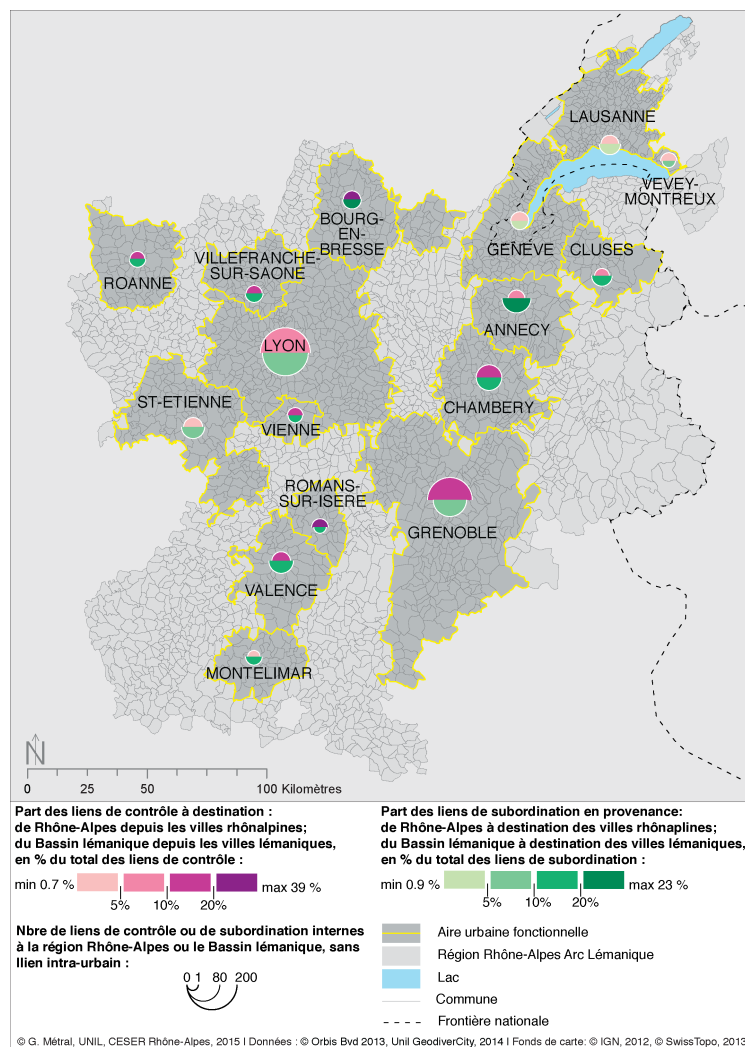 LAUSANNE
VEVEY-
MONTREUX
BOURG-
EN-
BRESSE
GENÈVE
CLUSES
VILLEFRANCHE-
SUR-SAONE
ROANNE
ANNECY
LYON
ST-ETIENNE
CHAMBERY
VIENNE
ROMANS-
SUR-ISERE
GRENOBLE
VALENCE
MONTELIMAR
N
0 25 50 100 Kilomètres
Part des liens de contrôle à destination :
de Rhône-Alpes depuis les villes rhônalpines;
du Bassin lémanique depuis les villes lémaniques,
en % du total des liens de contrôle :
min 0.7 % max 39 %
5% 10% 20%
Nbre de liens de contrôle ou de subordination internes
à la région Rhône-Alpes ou le Bassin lémanique, sans
llien intra-urbain :
0 1 80 200
Part des liens de subordination en provenance:
de Rhône-Alpes à destination des villes rhônaplines;
du Bassin lémanique à destination des villes lémaniques,
en % du total des liens de subordination :
min 0.9 % max 23 %
5% 10% 20%
Aire urbaine fonctionnelle
Région Rhône-Alpes Arc Lémanique
Lac
Commune
Frontière nationale
© G. Métral, UNIL, CESER Rhône-Alpes, 2015 I Données : © Orbis Bvd 2013, Unil GeodiverCity, 2014 I Fonds de carte: © IGN, 2012, © SwissTopo, 2013